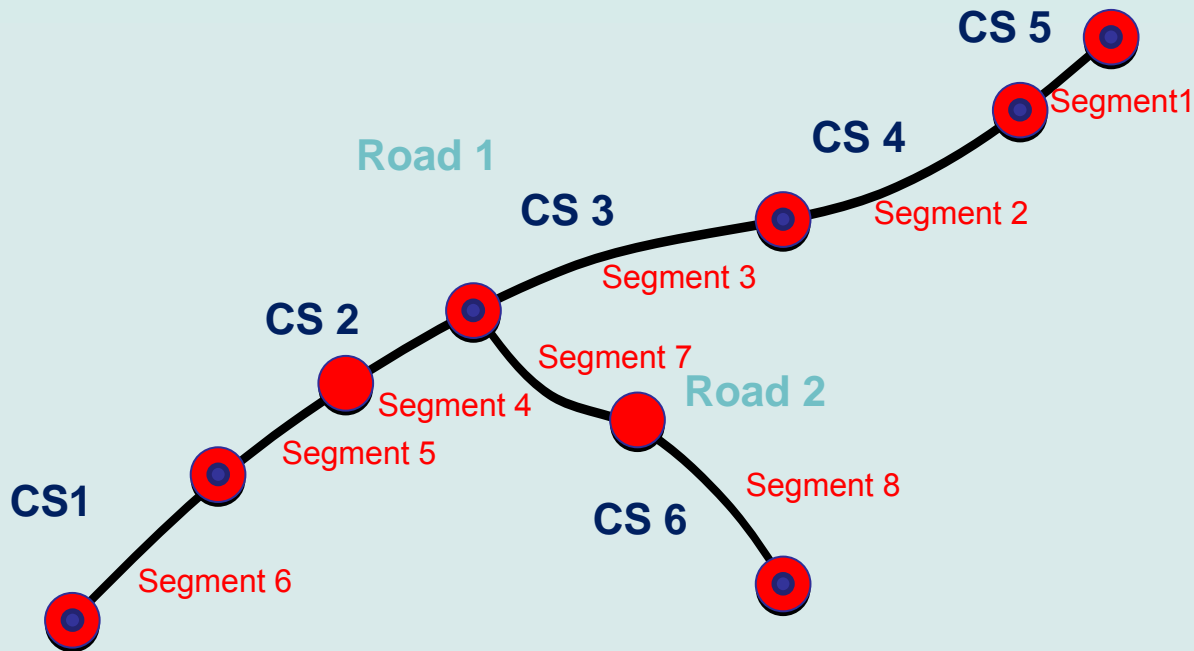 CS 5
Segment1
CS 4
Road 1
CS 3
Segment 2
Segment 3
CS 2
Segment 7
Road 2
Segment 4
Segment 5
CS1
Segment 8
CS 6
Segment 6